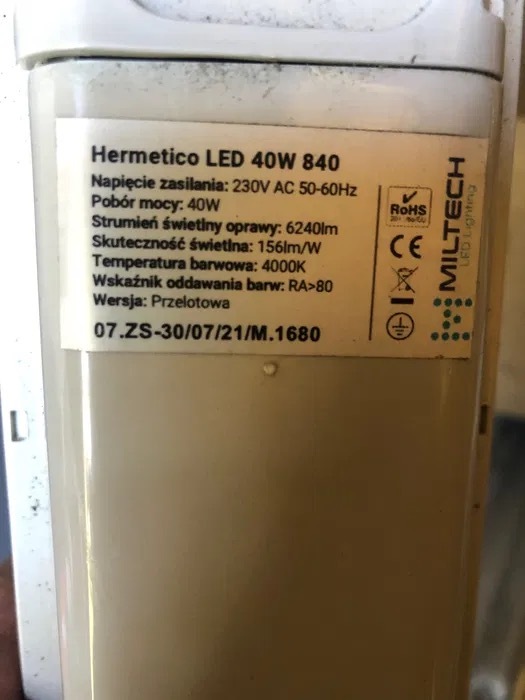 Hermetico LED 40W 840
Napięcie zasilania: 230V AC 50-60Hz
Pobór mocy: 40W
Strumień świetlny oprawy: 6240lm
Skuteczność świetlna: 156lm/W
Temperatura barwowa: 4000K
Wskaźnik oddawania barw: RA>80
Wersja: Przelotowa
07.ZS-30/07/21/M.1680
RoHS
CE
MILTECH
LED Lighting